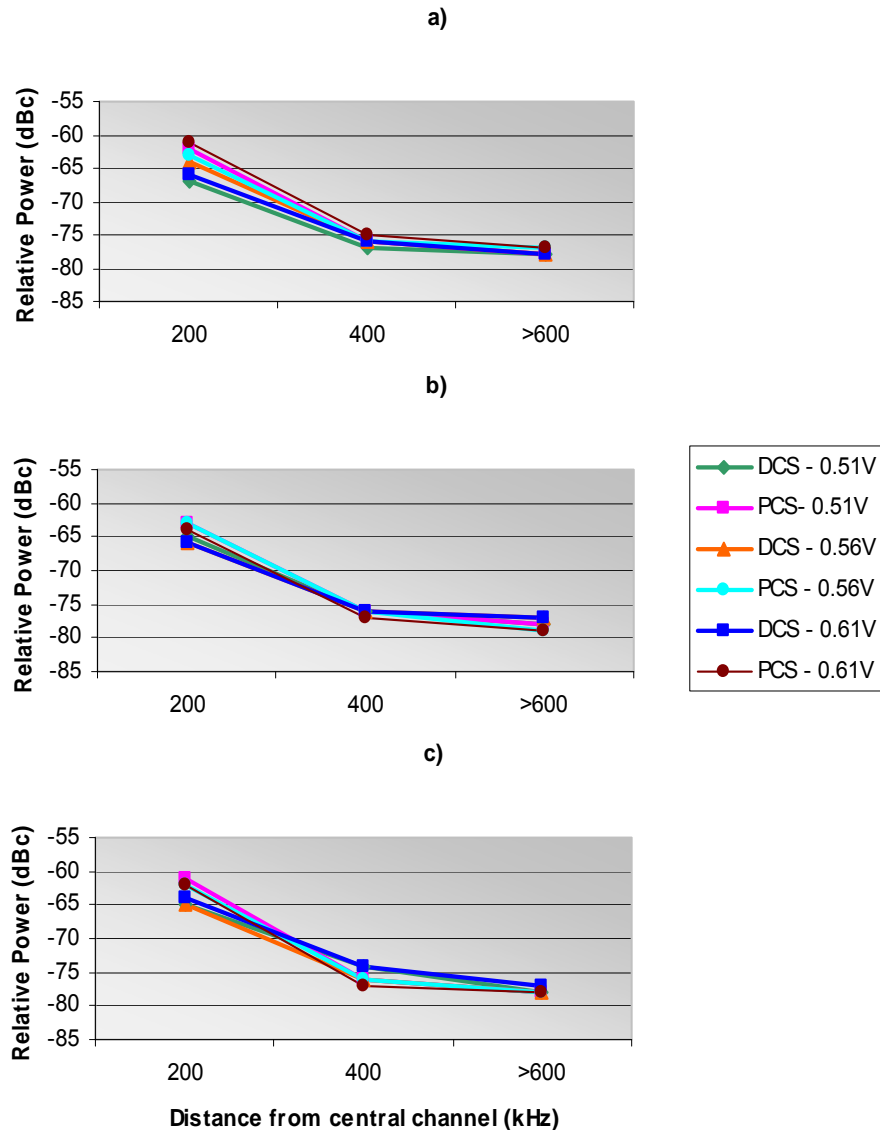 a)
Relative Power (dBc)
-55
-60
-65
-70
-75
-80
-85
200 400 >600
b)
Relative Power (dBc)
-55
-60
-65
-70
-75
-80
-85
200 400 >600
DCS - 0.51V
PCS- 0.51V
DCS - 0.56V
PCS - 0.56V
DCS - 0.61V
PCS - 0.61V
c)
Relative Power (dBc)
-55
-60
-65
-70
-75
-80
-85
200 400 >600
Distance from central channel (kHz)